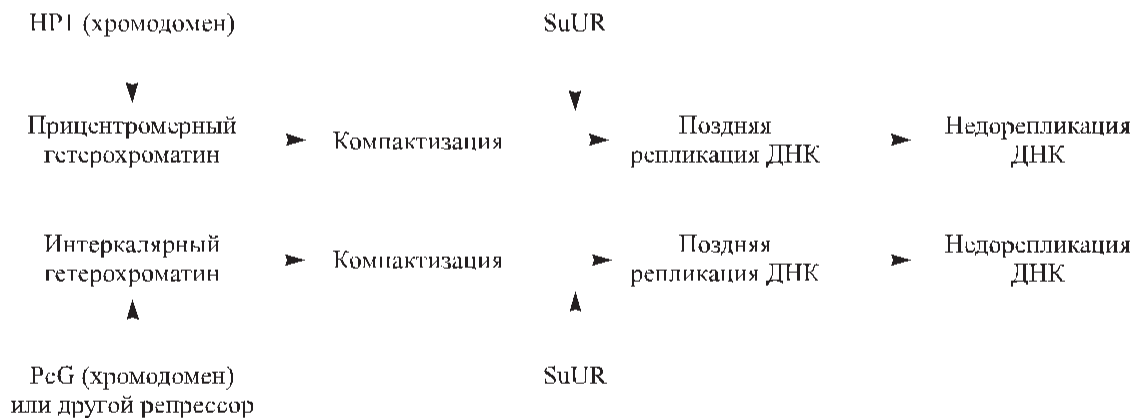 HP1 (хромодомен)
SuUR
Прицентромерный
гетерохроматин
Компактизация
Поздняя
репликация ДНК
Недорепликация
ДНК
Интеркалярный
гетерохроматин
Компактизация
Поздняя
репликация ДНК
Недорепликация
ДНК
PcG (хромодомен)
или другой репрессор
SuUR